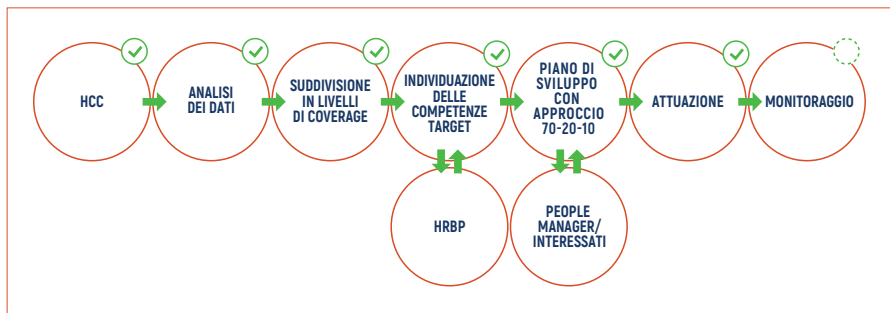 HCC
ANALISI
DEI DATI
SUDDIVISIONE
IN LIVELLI
DI COVERAGE
INDIVIDUAZIONE
DELLE
COMPETENZE
TARGET
PIANO DI
SVILUPPO
CON
APPROCCIO
70-20-10
ATTUAZIONE
MONITORAGGIO
HRBP
PEOPLE
MANAGER/
INTERESSATI